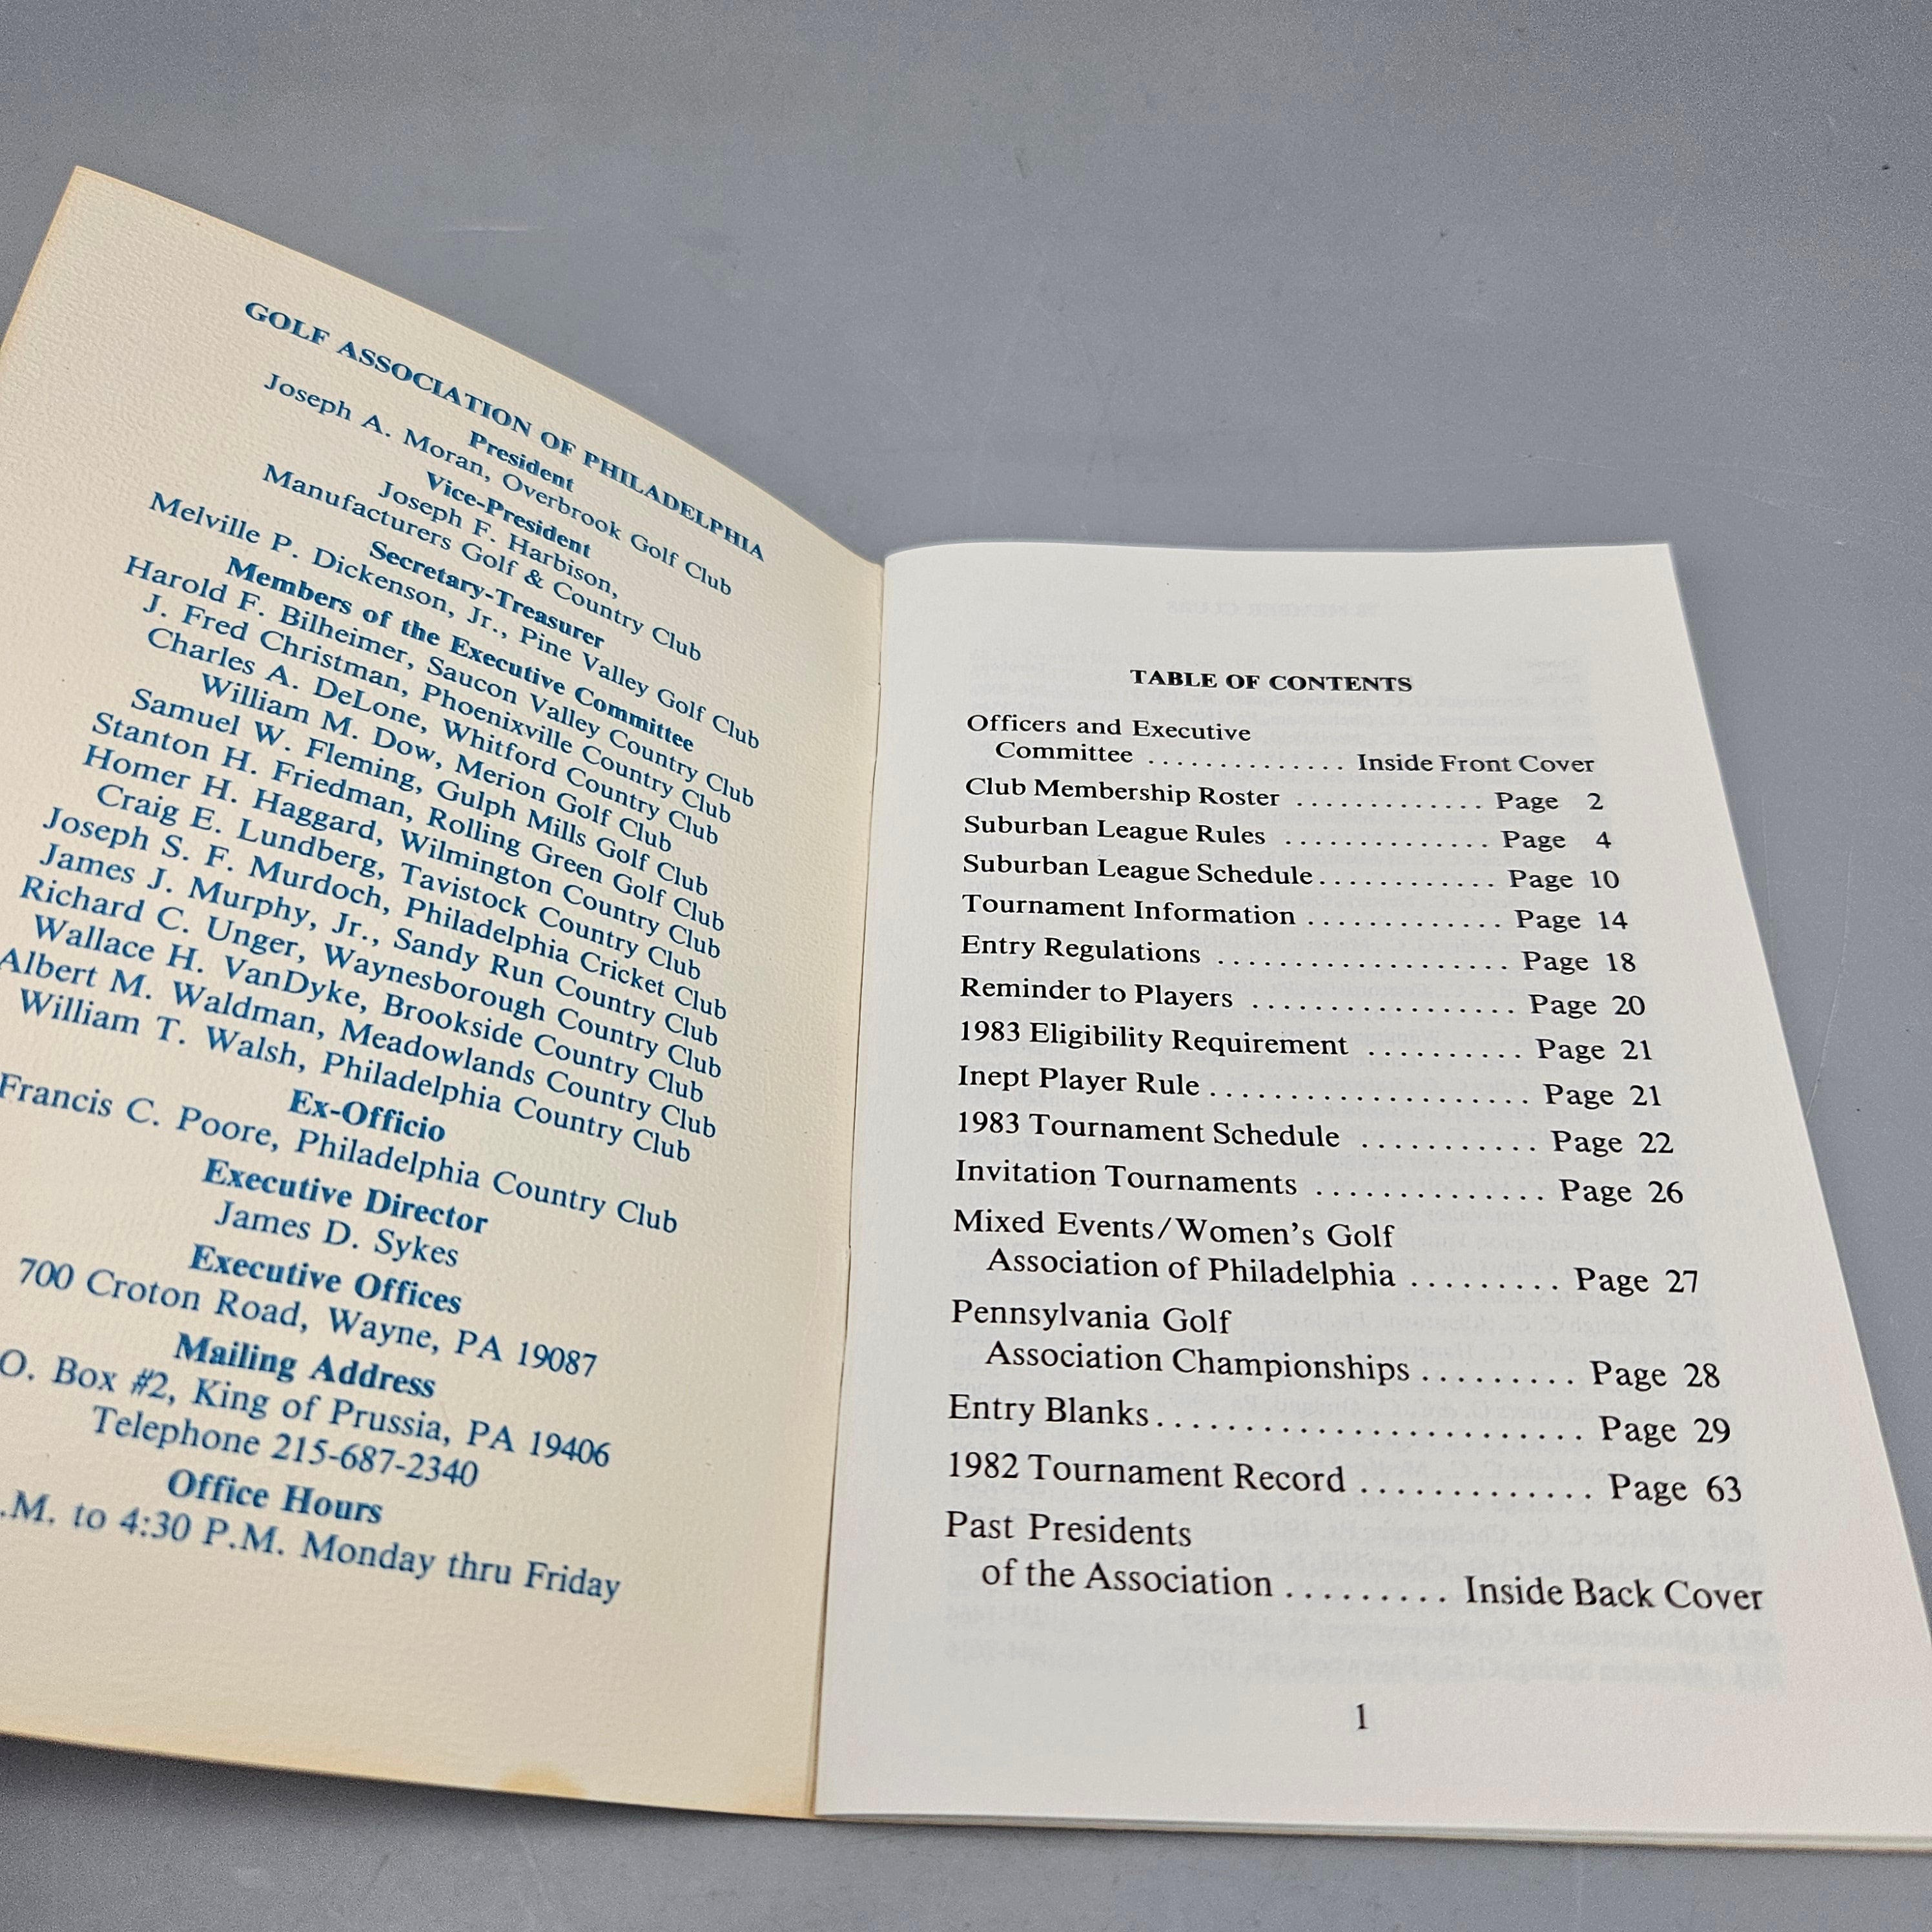 GOLF ASSOCIATION OF PHILADELPHIA
President
Joseph A. Moran, Overbrook Golf Club
Vice-President
Joseph F. Harbison,
Manufacturers Golf & Country Club
Secretary-Treasurer
Melville P. Dickenson, Jr., Pine Valley Golf Club
Members of the Executive Committee
Harold F. Bilheimer, Saucon Valley Country Club
J. Fred Christman, Phoenixville Country Club
Charles A. DeLone, Whitford Country Club
William M. Dow, Merion Golf Club
Samuel W. Fleming, Gulph Mills Golf Club
Stanton H. Friedman, Rolling Green Golf Club
Homer H. Haggard, Wilmington Country Club
Craig E. Lundberg, Tavistock Country Club
Joseph S. F. Murdoch, Philadelphia Cricket Club
James J. Murphy, Jr., Sandy Run Country Club
Richard C. Unger, Waynesborough Country Club
Wallace H. VanDyke, Brookside Country Club
Albert M. Waldman, Meadowlands Country Club
William T. Walsh, Philadelphia Country Club
Ex-Officio
Francis C. Poore, Philadelphia Country Club
Executive Director
James D. Sykes
Executive Offices
700 Croton Road, Wayne, PA 19087
Mailing Address
O. Box #2, King of Prussia, PA 19406
Telephone 215-687-2340
Office Hours
.M. to 4:30 P.M. Monday thru Friday
TABLE OF CONTENTS
Officers and Executive
Committee .............. Inside Front Cover
Club Membership Roster ............. Page 2
Suburban League Rules .............. Page 4
Suburban League Schedule............ Page 10
Tournament Information ............. Page 14
Entry Regulations .................. Page 18
Reminder to Players ................ Page 20
1983 Eligibility Requirement .......... Page 21
Inept Player Rule.................... Page 21
1983 Tournament Schedule ........... Page 22
Invitation Tournaments .............. Page 26
Mixed Events/Women's Golf
Association of Philadelphia ......... Page 27
Pennsylvania Golf
Association Championships ......... Page 28
Entry Blanks....................... Page 29
1982 Tournament Record ............. Page 63
Past Presidents
of the Association ......... Inside Back Cover
1